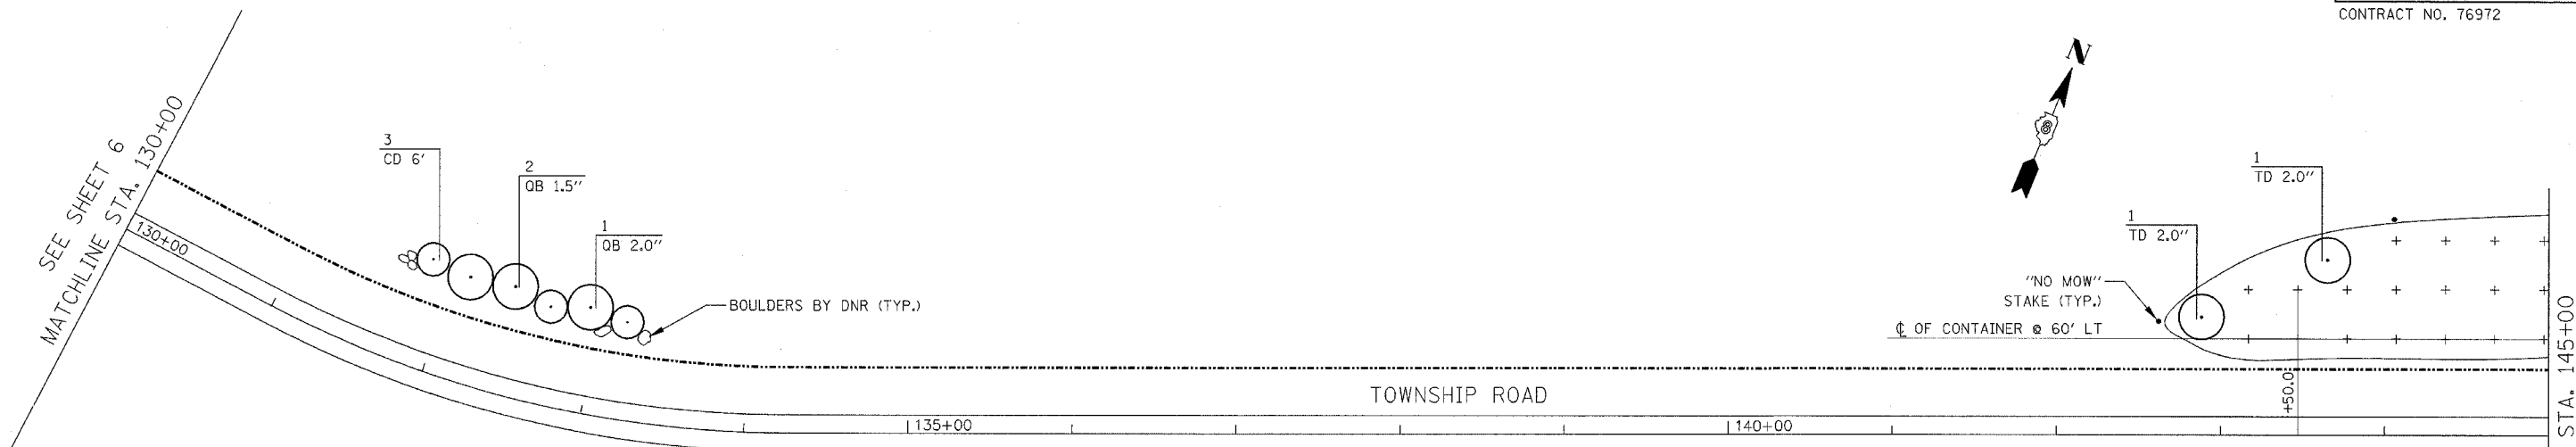 CONTRACT NO. 76972
N
SEE SHEET 6
MATCHLINE STA. 130+00
130+00
3
CD 6'
2
QB 1.5"
1
QB 2.0"
BOULDERS BY DNR (TYP.)
1
TD 2.0"
1
TD 2.0"
"NO MOW"
STAKE (TYP.)
℄ OF CONTAINER @ 60' LT
+50.0
TOWNSHIP ROAD
135+00
140+00
STA. 145+00